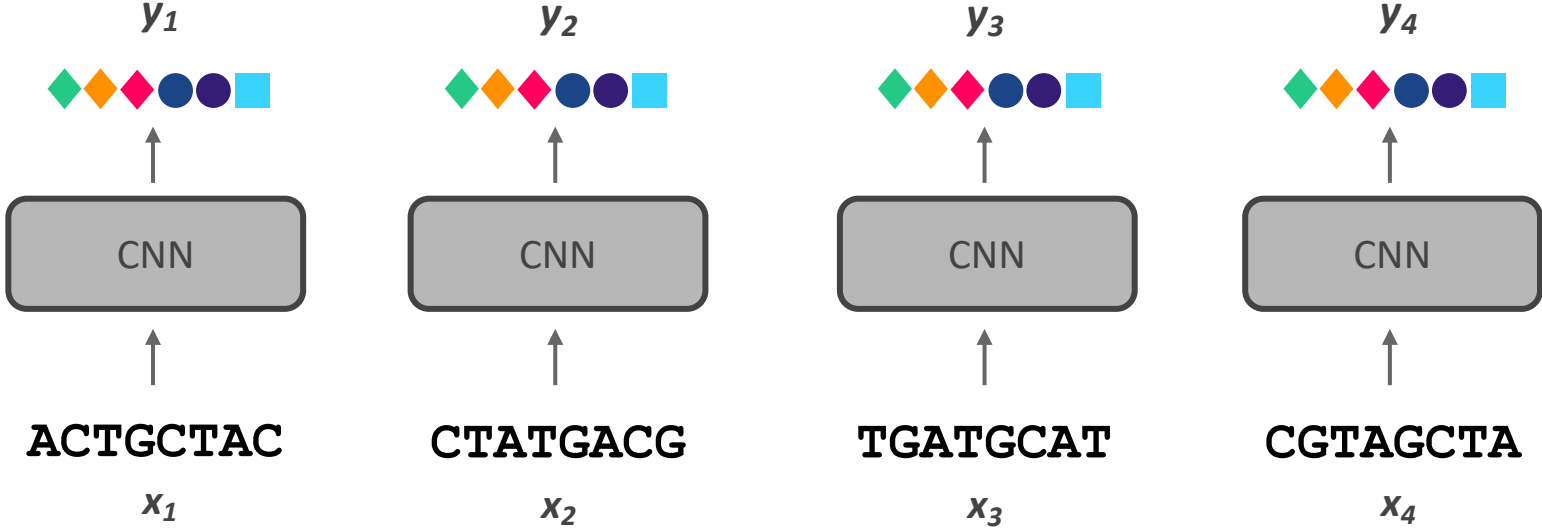 y1 y2 y3 y4
CNN CNN CNN CNN
ACTGCTAC CTATGACG TGATGCAT CGTAGCTA
x1 x2 x3 x4